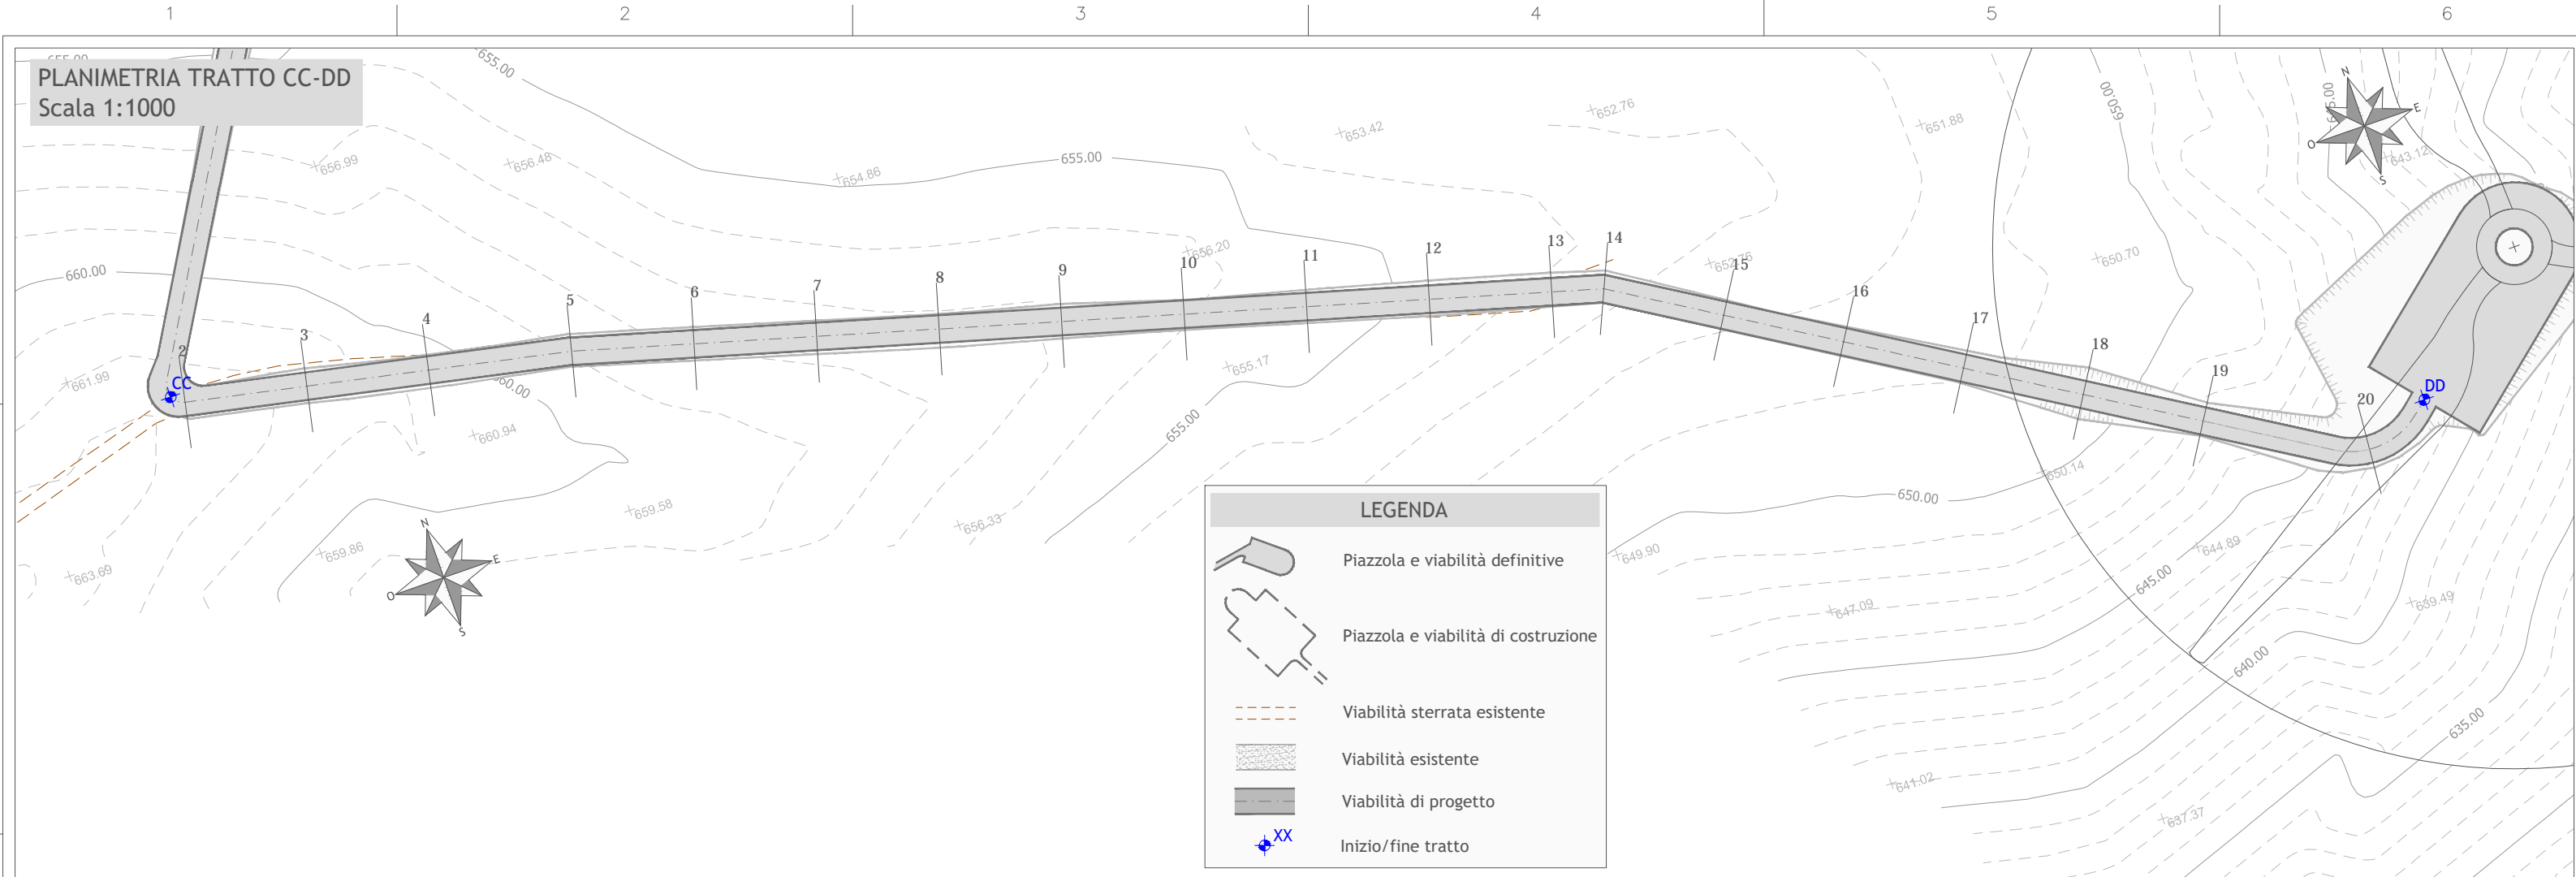 1 2 3 4 5 6
PLANIMETRIA TRATTO CC-DD
Scala 1:1000
655.00
655.00
655.00
656.99
656.48
654.86
653.42
652.76
651.88
650.00
643.12
N
E
S
O
660.00
656.20
652.76
650.70
2 3 4 5 6 7 8 9 10 11 12 13 14 15 16 17 18 19 20
CC
DD
661.99
660.00
660.94
655.17
655.00
650.14
650.00
659.58
656.33
659.86
663.69
649.90
644.89
645.00
647.09
639.49
640.00
635.00
641.02
637.37
N
E
S
O
LEGENDA
Piazzola e viabilità definitive
Piazzola e viabilità di costruzione
Viabilità sterrata esistente
Viabilità esistente
Viabilità di progetto
XX
Inizio/fine tratto